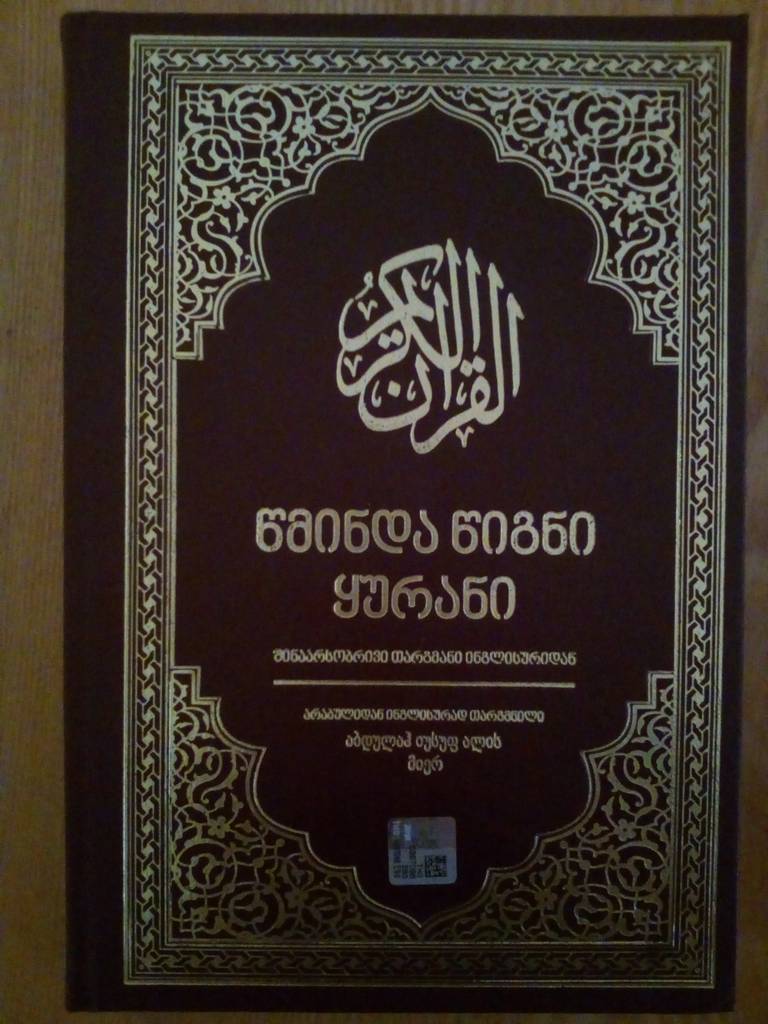 القرآن الكريم
წმინდა წიგნი
ყურანი
შინაარსობრივი თარგმანი ინგლისურიდან
არაბულიდან ინგლისურად თარგმნილი
აბდულაჰ იუსუფ ალის
მიერ